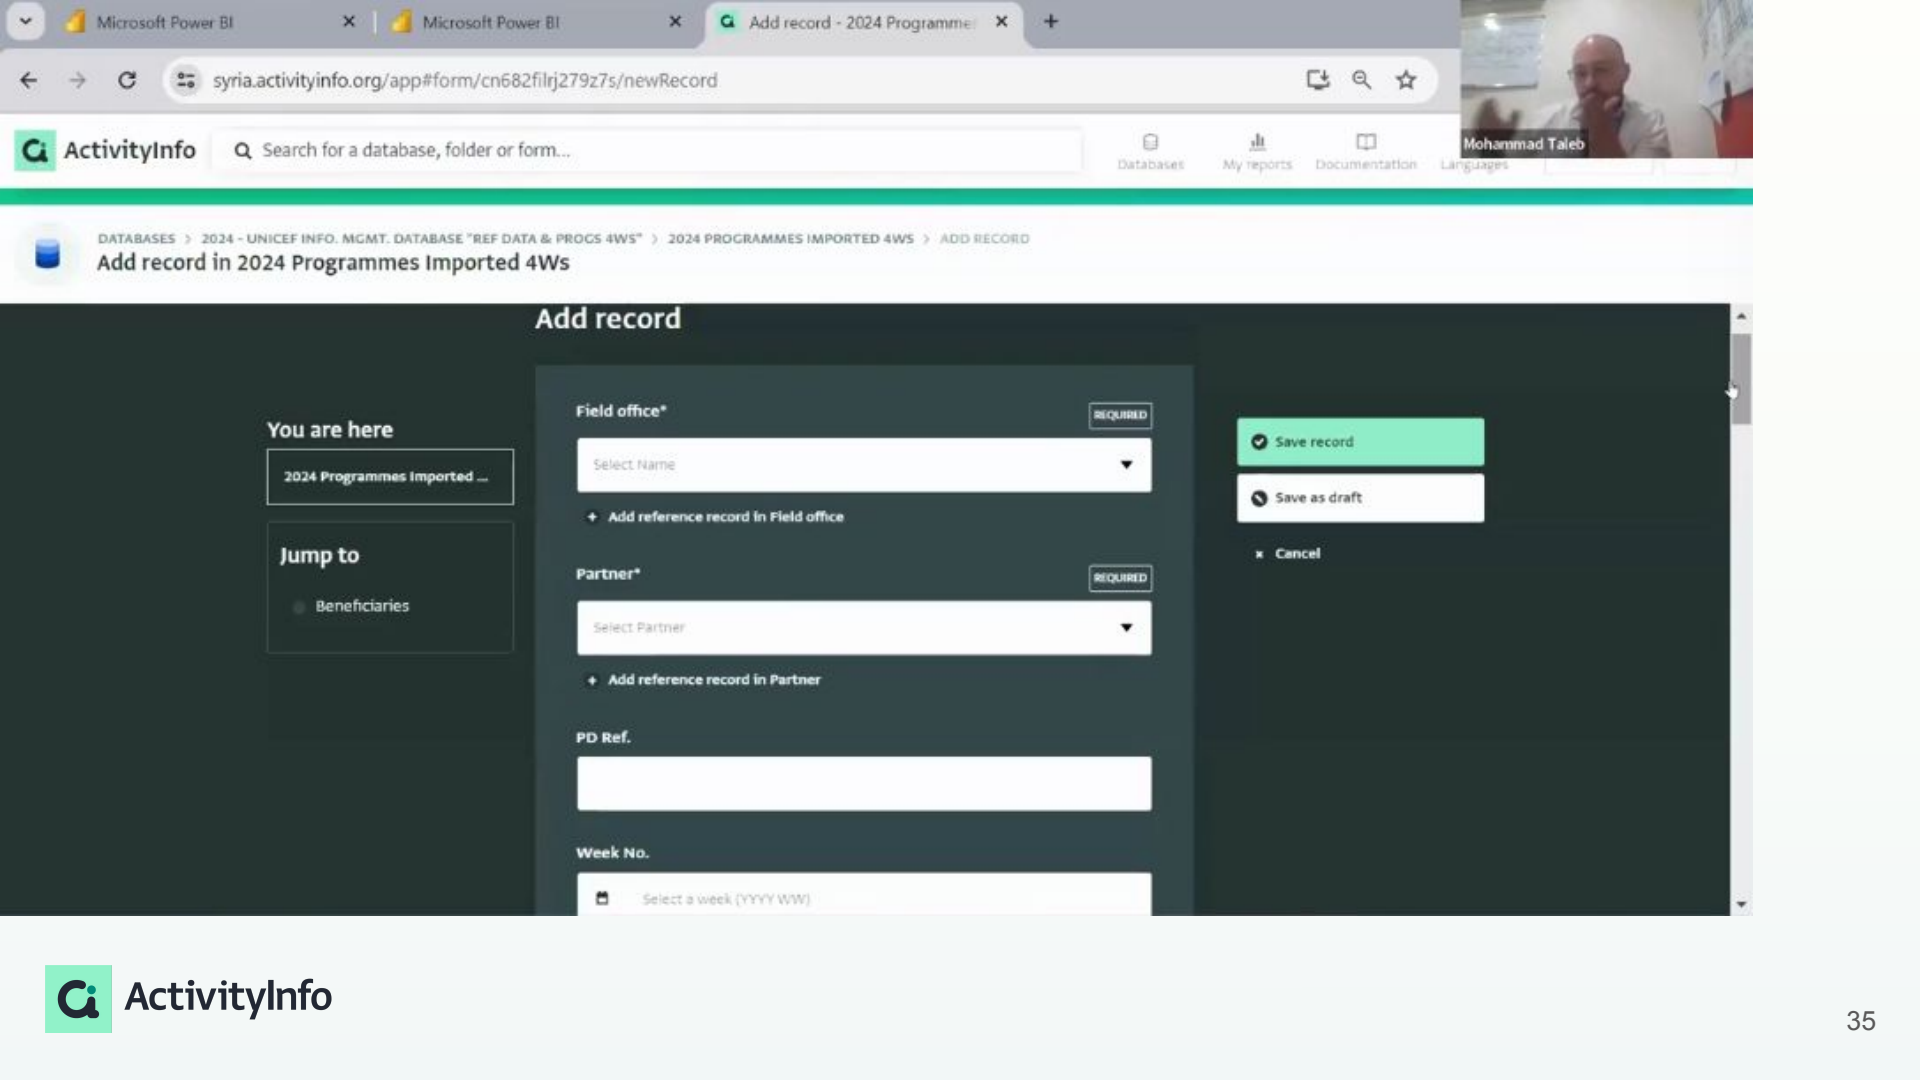 Microsoft Power BI
Microsoft Power BI
Add record - 2024 Programme
syria.activityinfo.org/app#form/cn682filrj279z7s/newRecord
ActivityInfo
Search for a database, folder or form...
Databases
My reports
Documentation
Languages
Mohammad Taleb
DATABASES > 2024 - UNICEF INFO. MGMT. DATABASE "REF DATA & PROGS 4WS" > 2024 PROGRAMMES IMPORTED 4WS > ADD RECORD
Add record in 2024 Programmes Imported 4Ws
Add record
You are here
2024 Programmes Imported ...
Jump to
Beneficiaries
Field office*
REQUIRED
Select Name
+ Add reference record in Field office
Partner*
REQUIRED
Select Partner
+ Add reference record in Partner
PD Ref.
Week No.
Select a week (YYYY WW)
Save record
Save as draft
Cancel
ActivityInfo
35